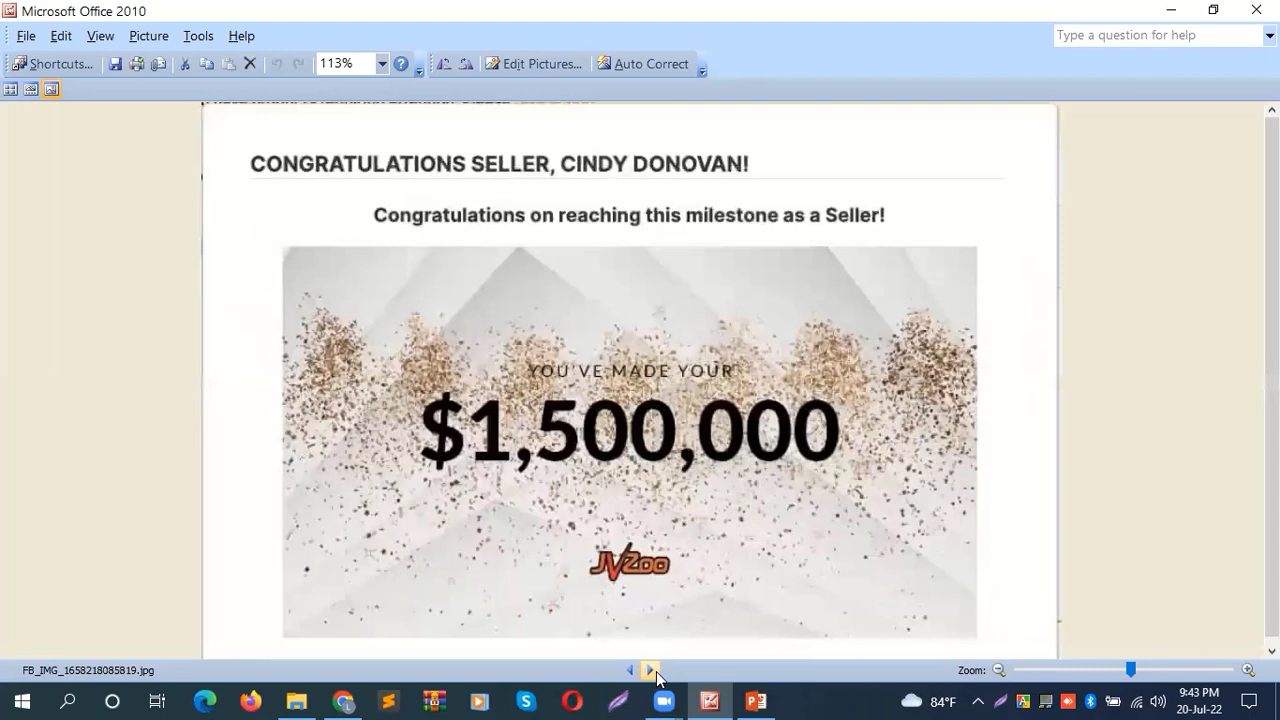 Microsoft Office 2010
File Edit View Picture Tools Help
Type a question for help
Shortcuts... 113% Edit Pictures... Auto Correct
CONGRATULATIONS SELLER, CINDY DONOVAN!
Congratulations on reaching this milestone as a Seller!
YOU'VE MADE YOUR
$1,500,000
JVZoo
FB_IMG_1658218085819.jpg
Zoom:
84°F
9:43 PM
20-Jul-22